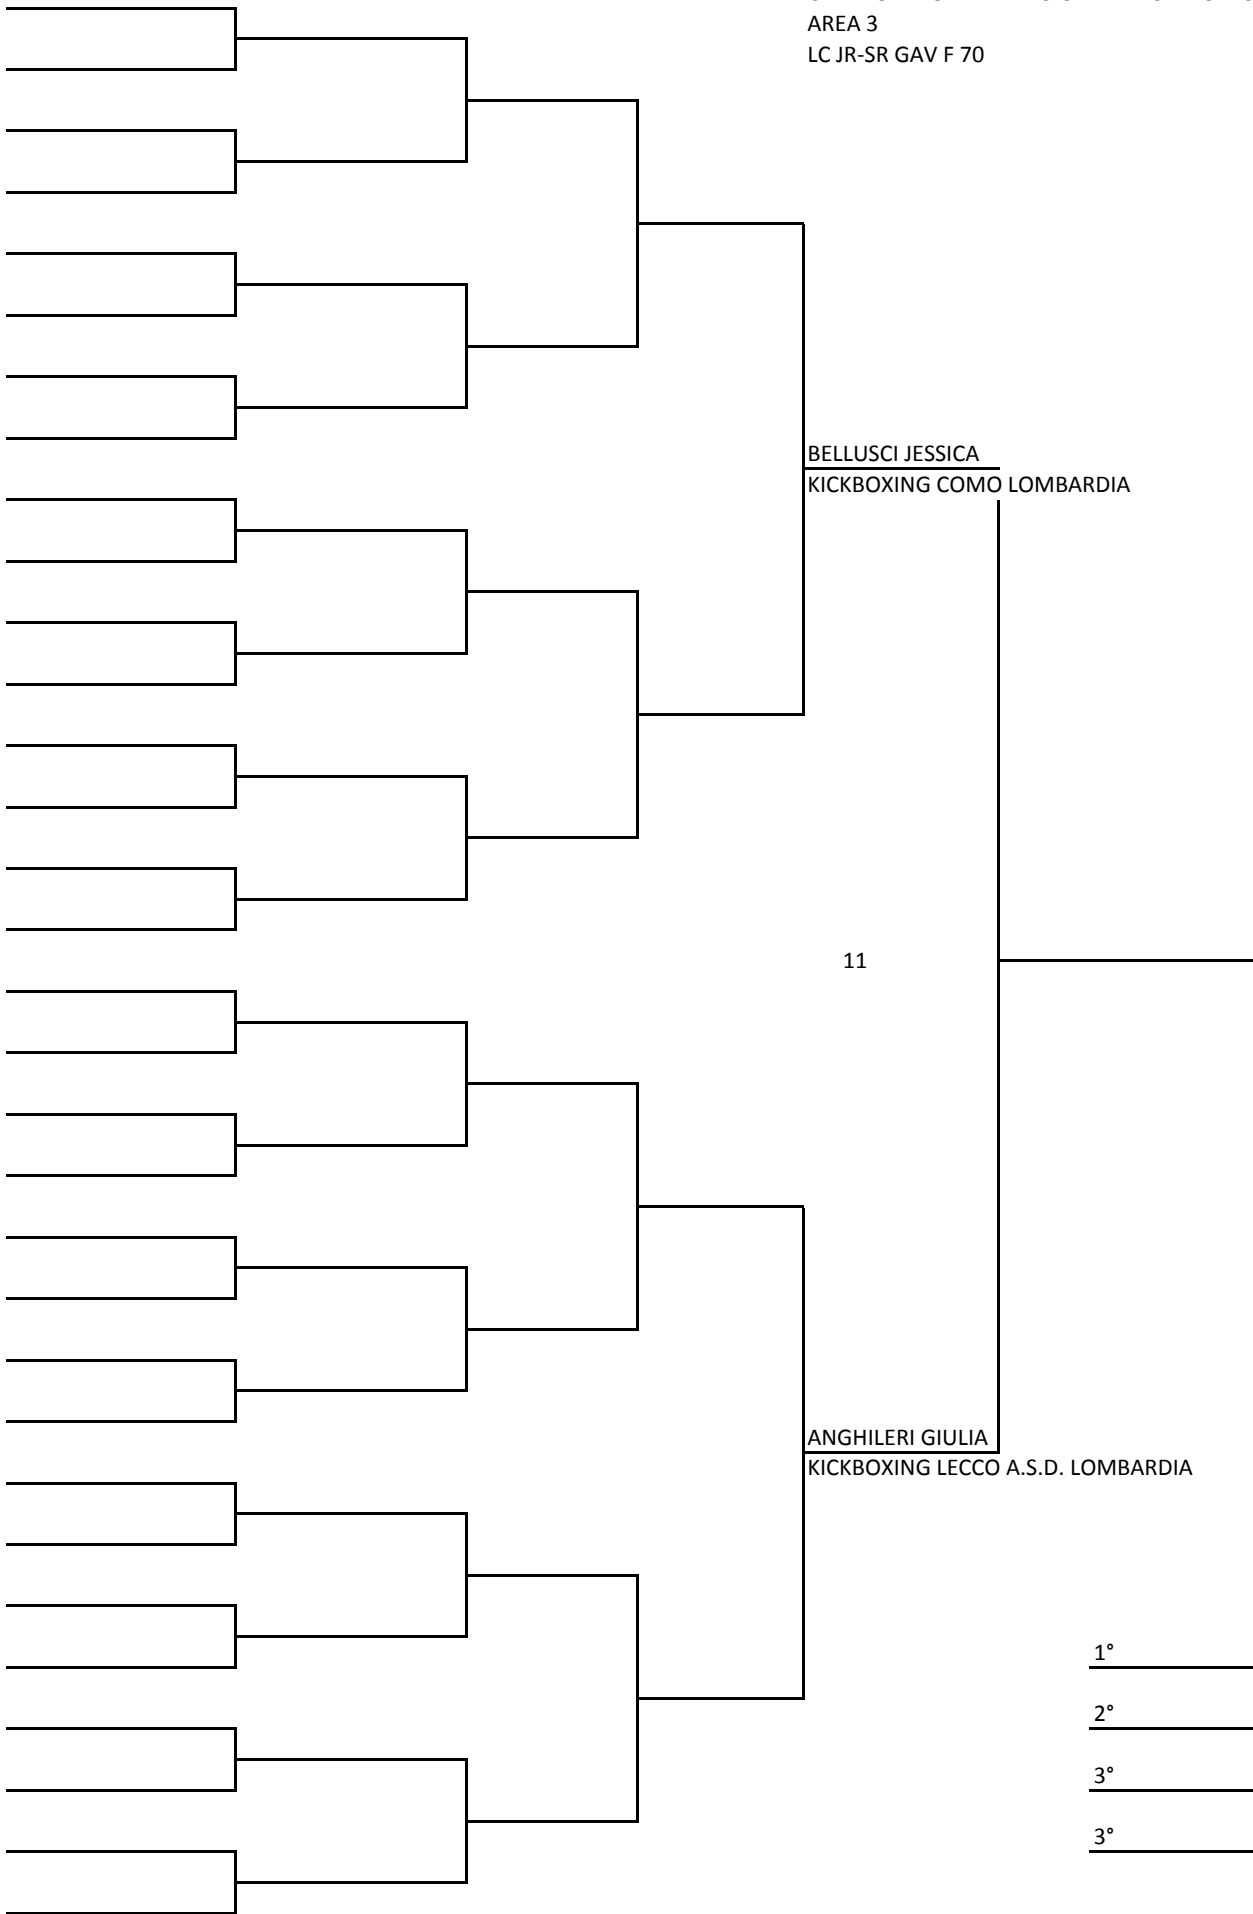 AREA 3
LC JR-SR GAV F 70
BELLUSCI JESSICA
KICKBOXING COMO LOMBARDIA
11
ANGHILERI GIULIA
KICKBOXING LECCO A.S.D. LOMBARDIA
1°
2°
3°
3°